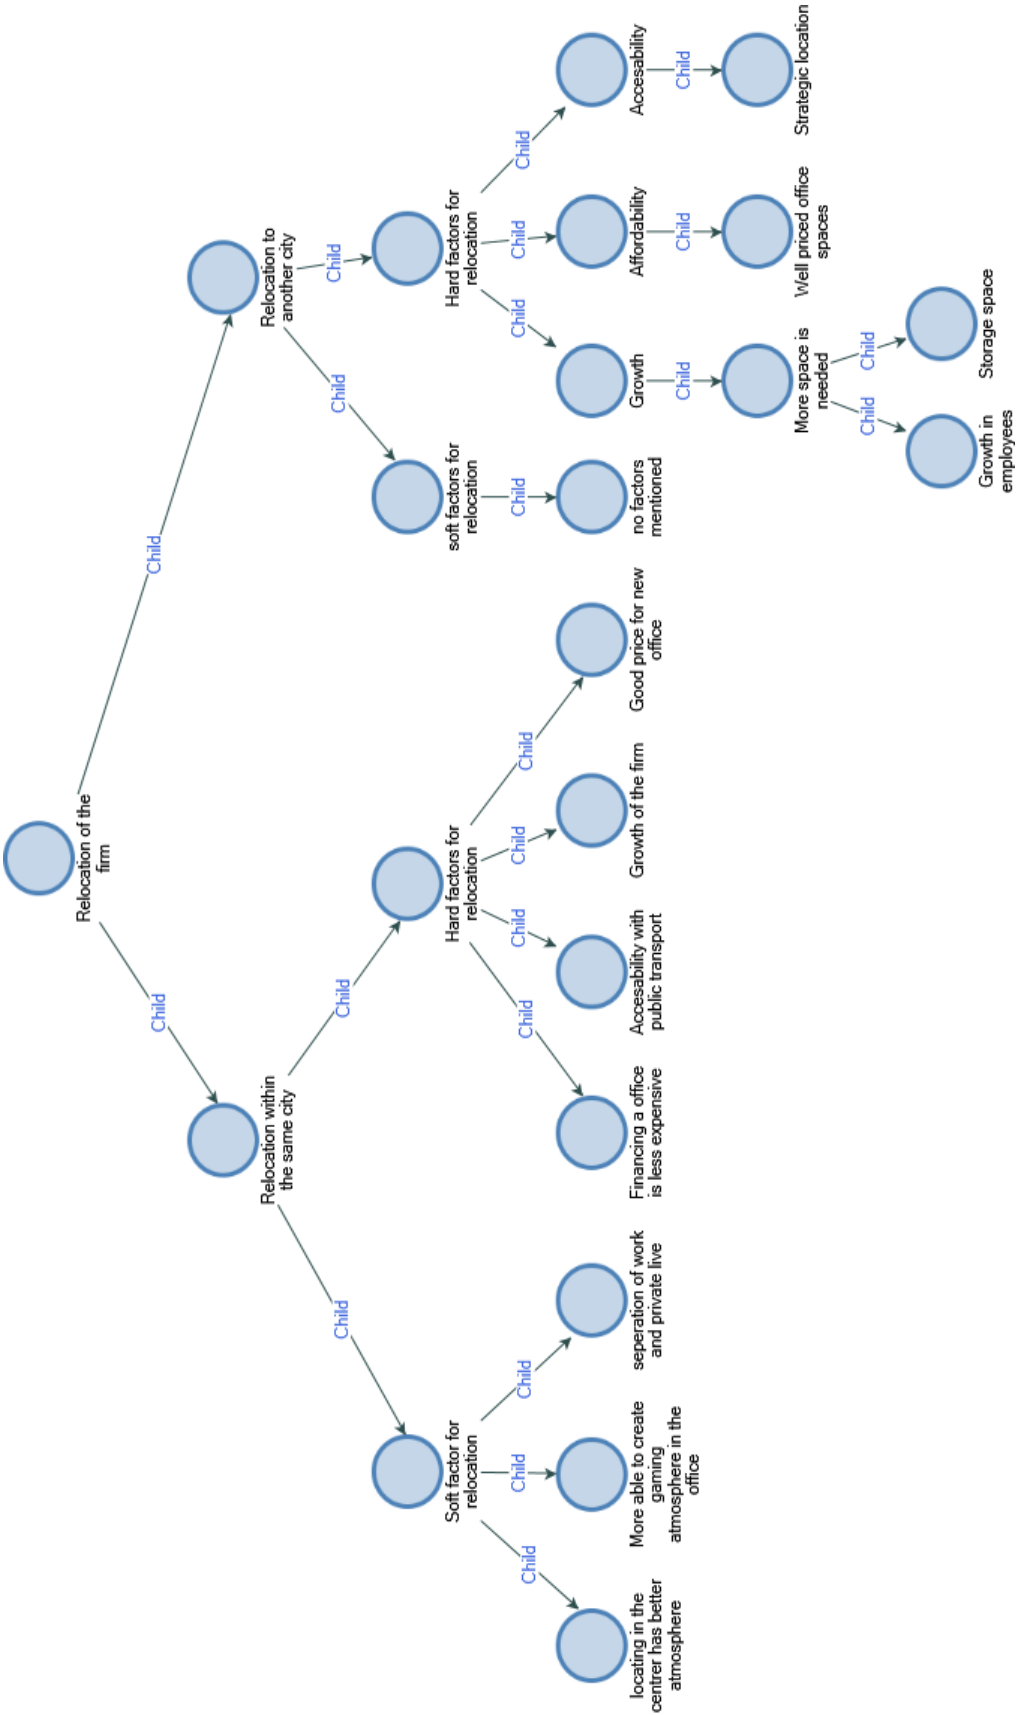 Relocation of the
firm
Child
Child
Relocation within
the same city
Relocation to
another city
Child
Child
Child
Child
Soft factor for
relocation
Hard factors for
relocation
soft factors for
relocation
Hard factors for
relocation
Child
Child
Child
Child
Child
Child
Child
Child
Child
Child
Child
locating in the
centrer has better
atmosphere
More able to create
gaming
atmosphere in the
office
seperation of work
and private live
Financing a office
is less expensive
Accesability with
public transport
Growth of the firm
Good price for new
office
no factors
mentioned
Growth
Affordability
Accesability
Child
Child
Child
More space is
needed
Well priced office
spaces
Strategic location
Child
Child
Growth in
employees
Storage space